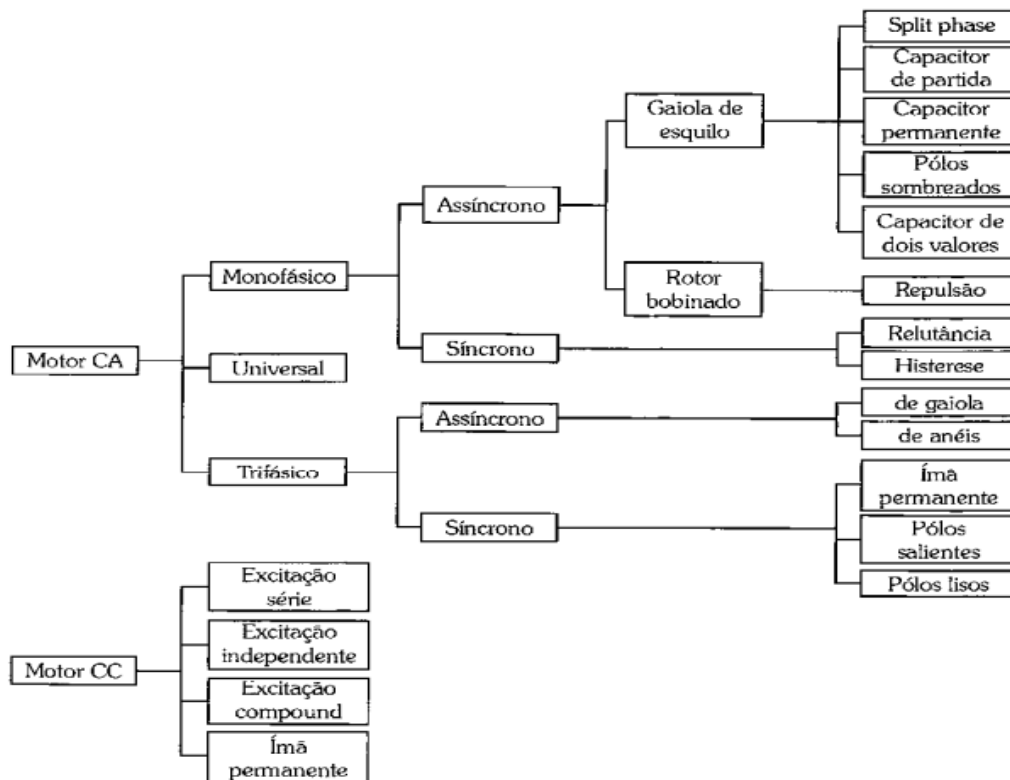 Split phase
Capacitor
de partida
Gaiola de
esquilo
Capacitor
permanente
Pólos
sombreados
Assíncrono
Capacitor de
dois valores
Monofásico
Rotor
bobinado
Repulsão
Motor CA
Universal
Síncrono
Relutância
Histerese
Assíncrono
de gaiola
de anéis
Trifásico
Ímã
permanente
Síncrono
Pólos
salientes
Pólos lisos
Excitação
série
Motor CC
Excitação
independente
Excitação
compound
Ímã
permanente